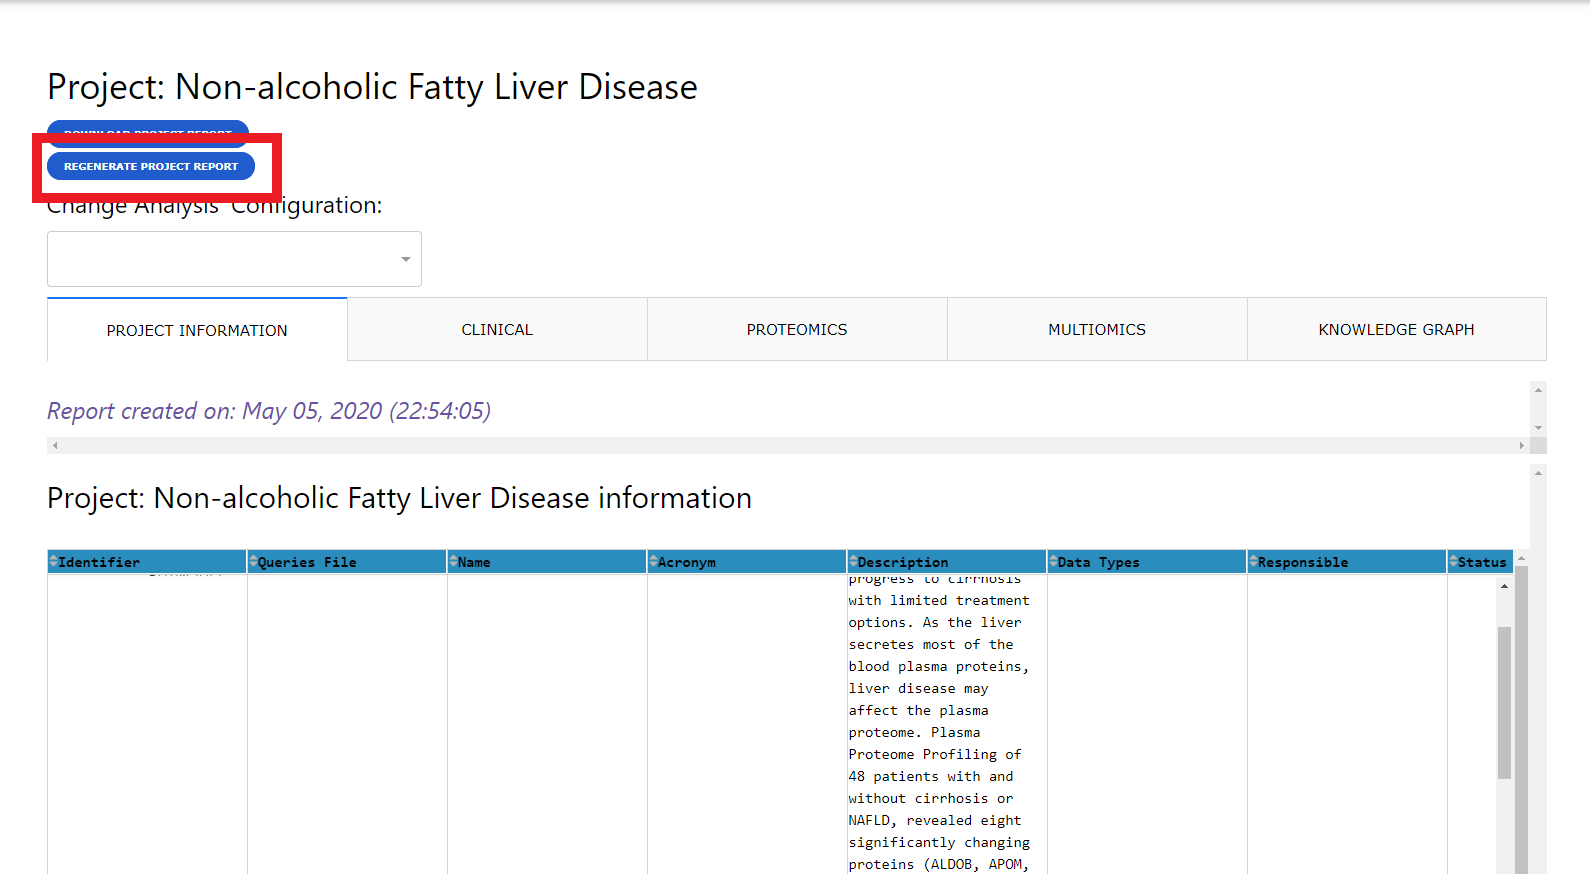 Project: Non-alcoholic Fatty Liver Disease
DOWNLOAD PROJECT REPORT
REGENERATE PROJECT REPORT
Change Analysis Configuration:
PROJECT INFORMATION
CLINICAL
PROTEOMICS
MULTIOMICS
KNOWLEDGE GRAPH
Report created on: May 05, 2020 (22:54:05)
Project: Non-alcoholic Fatty Liver Disease information
Identifier
Queries File
Name
Acronym
Description
Data Types
Responsible
Status
progress to cirrhosis
with limited treatment
options. As the liver
secretes most of the
blood plasma proteins,
liver disease may
affect the plasma
proteome. Plasma
Proteome Profiling of
48 patients with and
without cirrhosis or
NAFLD, revealed eight
significantly changing
proteins (ALDOB, APOM,